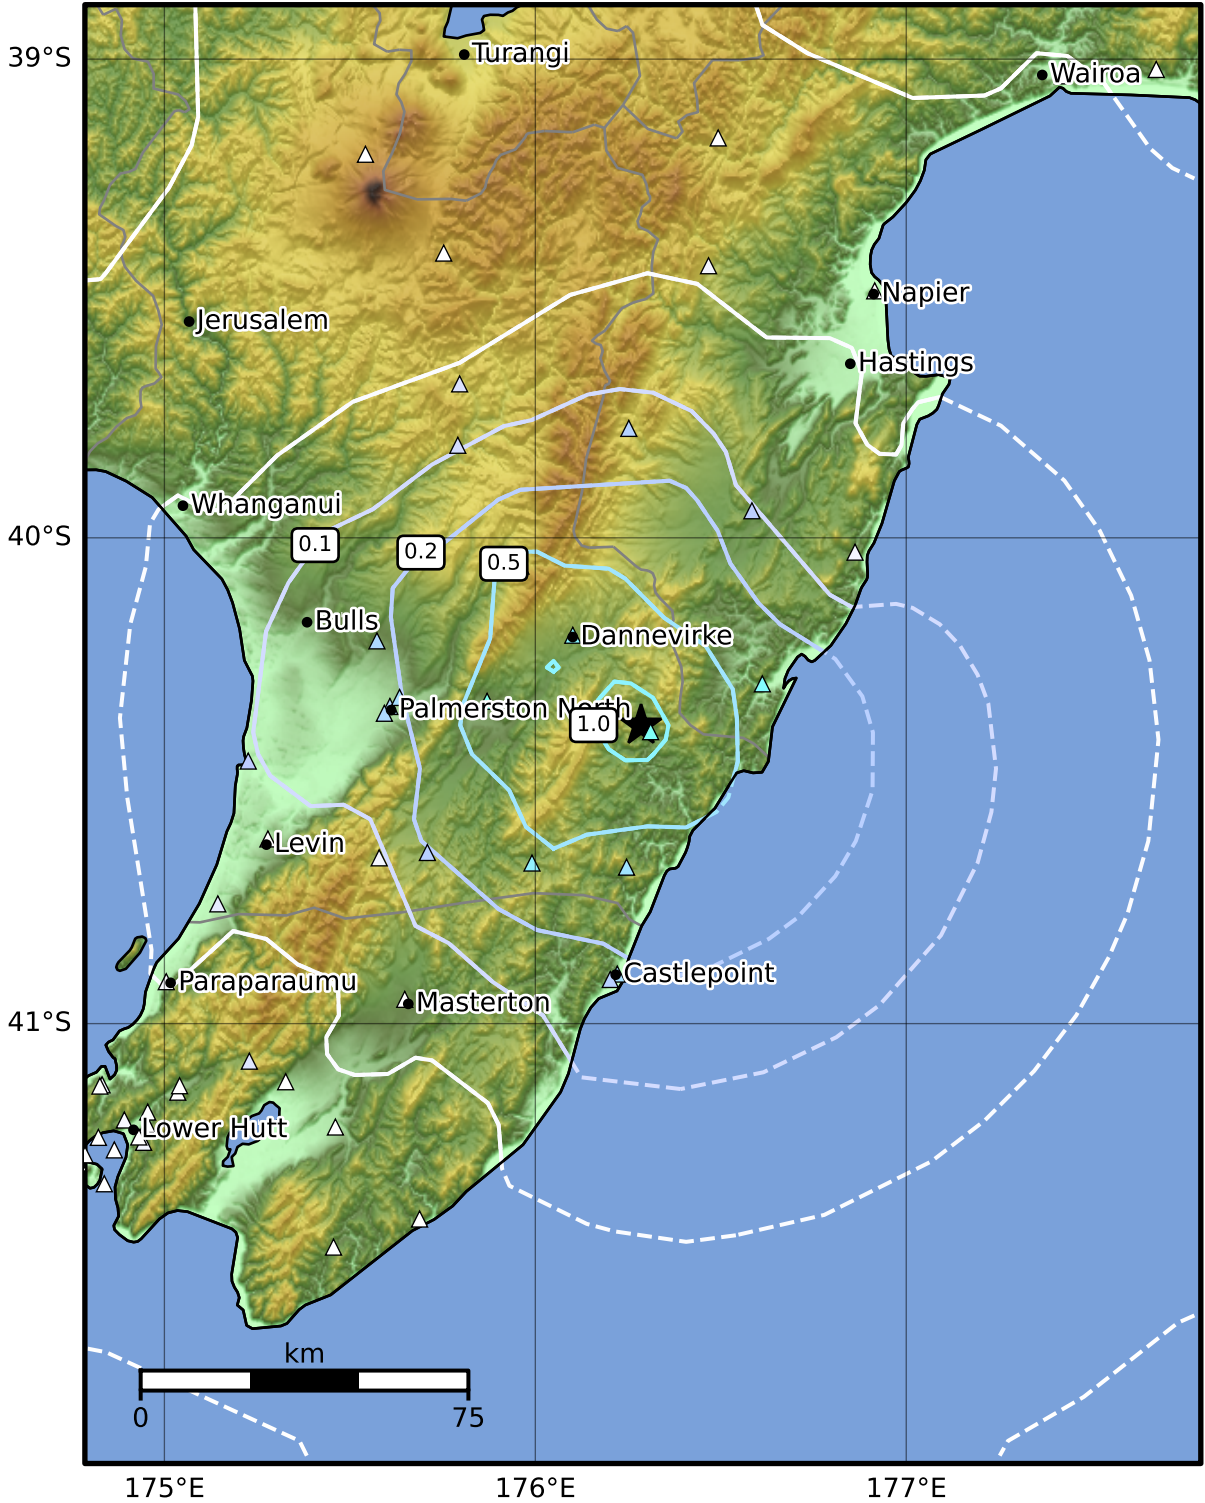 39°S
Turangi
Wairoa
Napier
Jerusalem
Hastings
Whanganui
40°S
0.1
0.2
0.5
Bulls
Dannevirke
Palmerston North
1.0
Levin
Castlepoint
Paraparaumu
Masterton
41°S
Lower Hutt
km
0 75
175°E 176°E 177°E